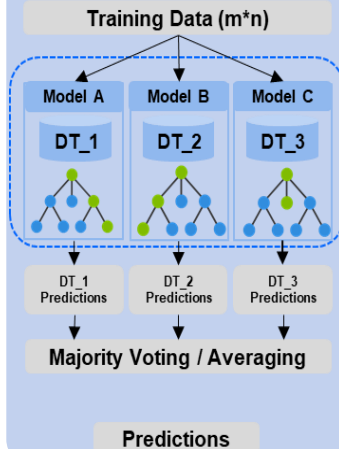 Training Data (m*n)
Model A Model B Model C
DT_1 DT_2 DT_3
DT_1 DT_2 DT_3
Predictions Predictions Predictions
Majority Voting / Averaging
Predictions